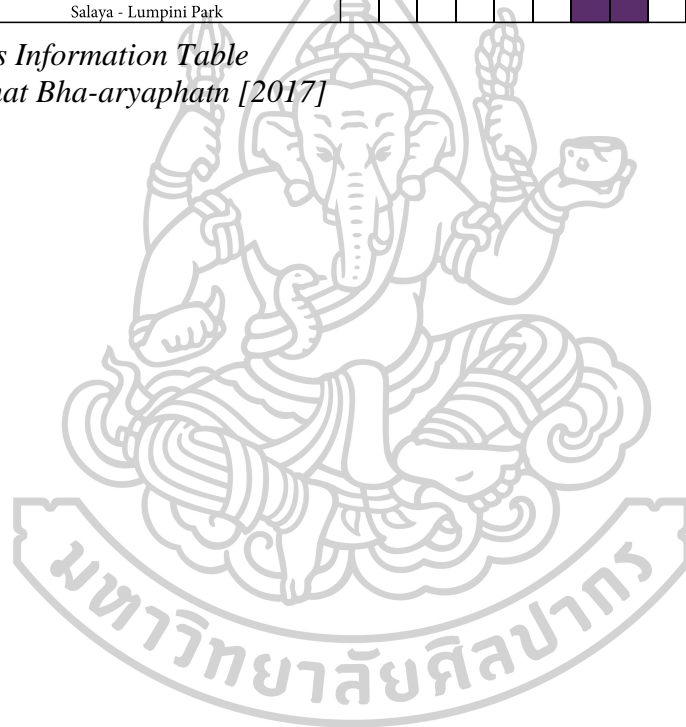 Salaya - Lumpini Park
s Information Table
nat Bha-aryaphatn [2017]
มหาวิทยาลัยศิลปากร